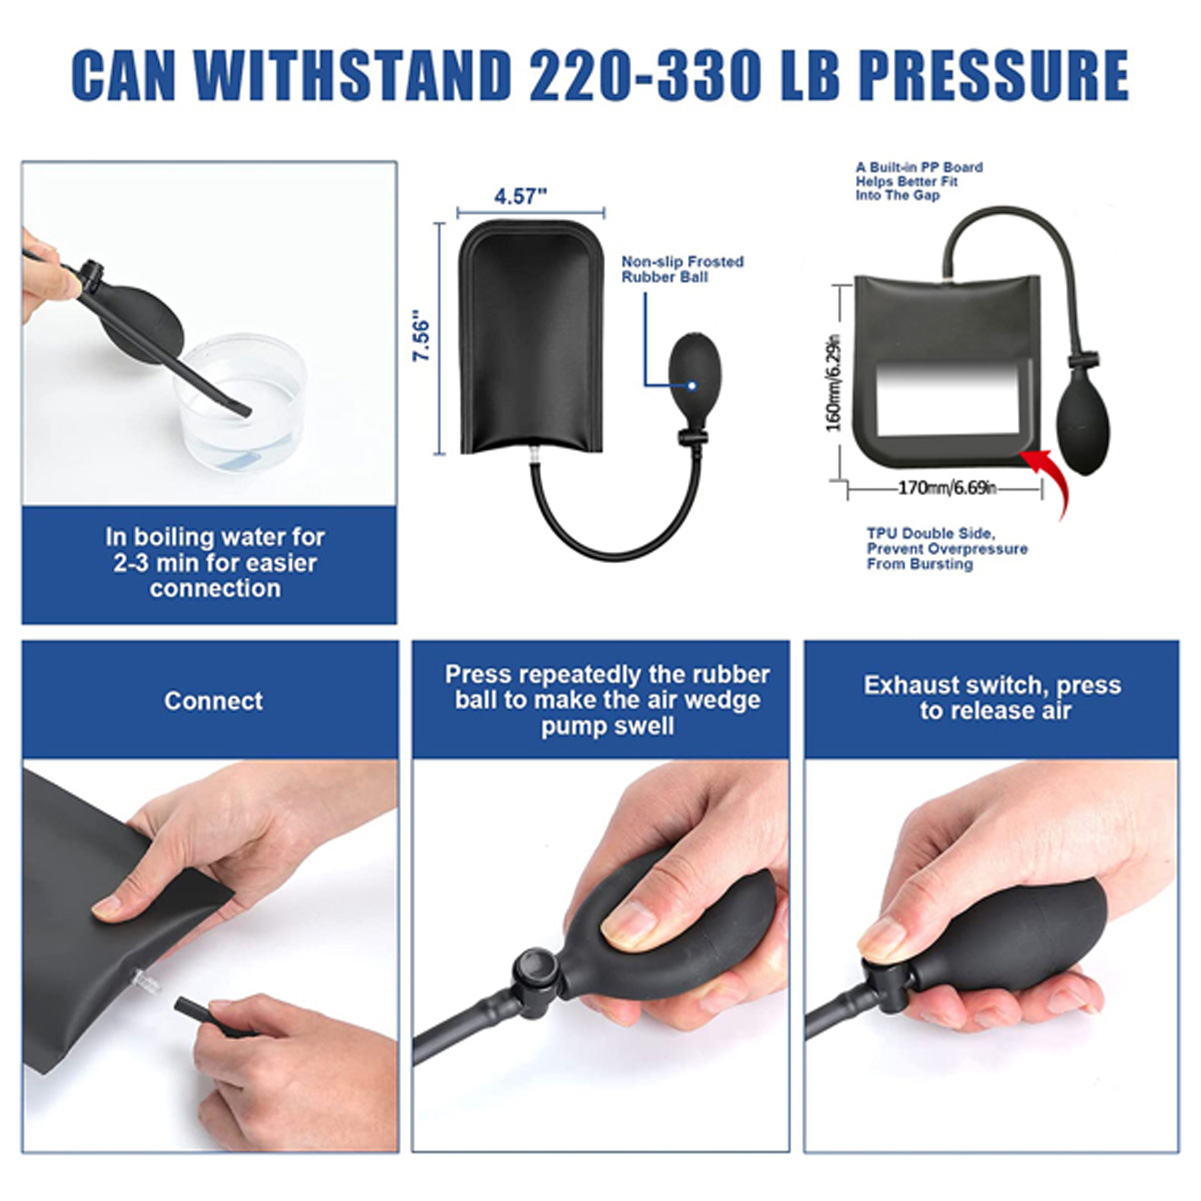 CAN WITHSTAND 220-330 LB PRESSURE
In boiling water for
2-3 min for easier
connection
4.57"
7.56"
Non-slip Frosted
Rubber Ball
A Built-in PP Board
Helps Better Fit
Into The Gap
160mm/6.29in
170mm/6.69in
TPU Double Side,
Prevent Overpressure
From Bursting
Connect
Press repeatedly the rubber
ball to make the air wedge
pump swell
Exhaust switch, press
to release air